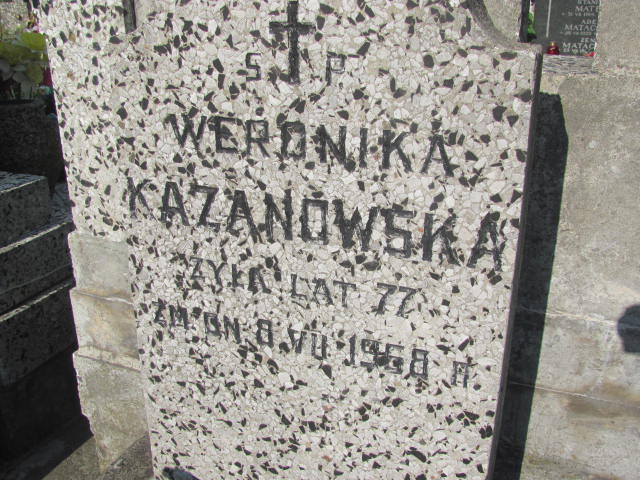 S P
WERONIKA
KAZANOWSKA
ŻYŁA LAT 77
ZM DN 8 VII 1968 R